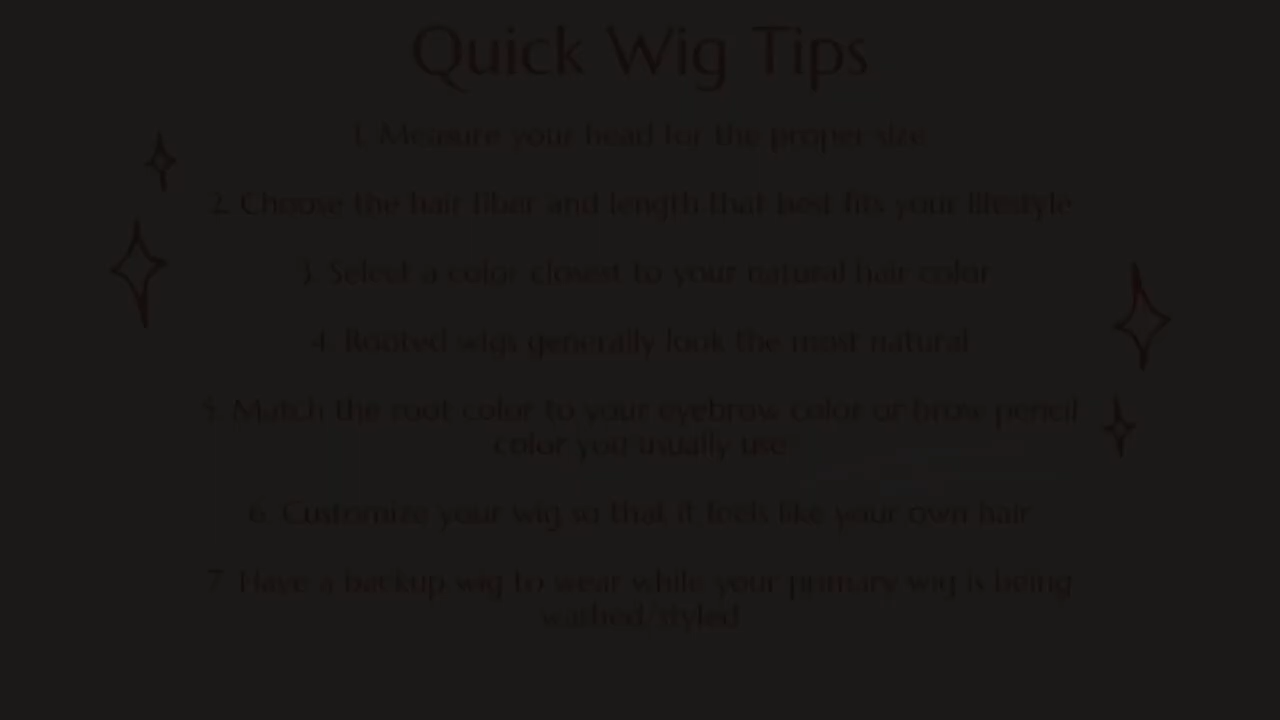 Quick Wig Tips
1. Measure your head for the proper size
2. Choose the hair fiber and length that best fits your lifestyle
3. Select a color closest to your natural hair color
4. Rooted wigs generally look the most natural
5. Match the root color to your eyebrow color or brow pencil
color you usually use
6. Customize your wig so that it feels like your own hair
7. Have a backup wig to wear while your primary wig is being
washed/styled